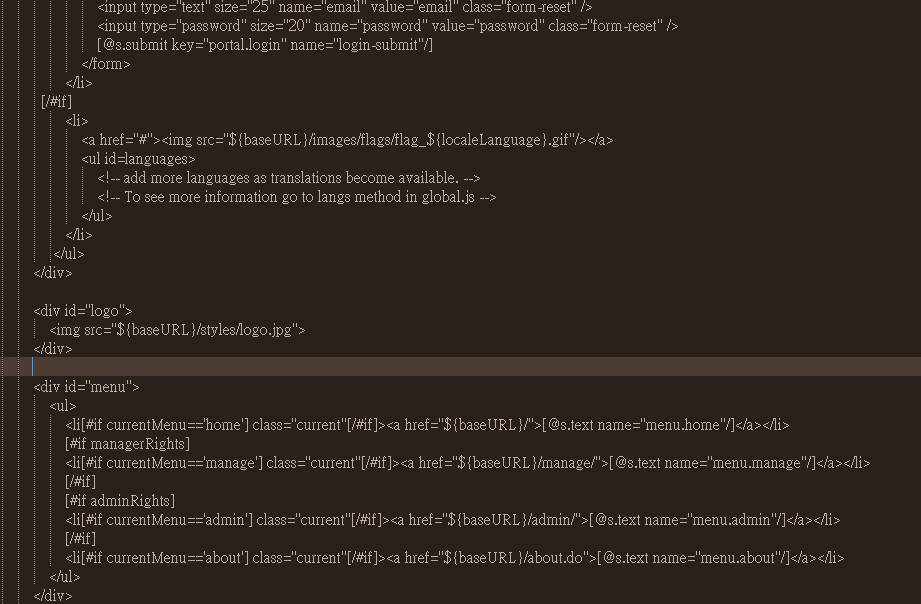 <input type="text" size="25" name="email" value="email" class="form-reset" />
<input type="password" size="20" name="password" value="password" class="form-reset" />
[@s.submit key="portal.login" name="login-submit"/]
</form>
</li>
[/#if]
<li>
<a href="#"><img src="${baseURL}/images/flags/flag_${localeLanguage}.gif"/></a>
<ul id=languages>
<!-- add more languages as translations become available. -->
<!-- To see more information go to langs method in global.js -->
</ul>
</li>
</ul>
</div>
<div id="logo">
<img src="${baseURL}/styles/logo.jpg">
</div>
<div id="menu">
<ul>
<li[#if currentMenu=='home'] class="current"[/#if]><a href="${baseURL}/">[@s.text name="menu.home"/]</a></li>
[#if managerRights]
<li[#if currentMenu=='manage'] class="current"[/#if]><a href="${baseURL}/manage/">[@s.text name="menu.manage"/]</a></li>
[/#if]
[#if adminRights]
<li[#if currentMenu=='admin'] class="current"[/#if]><a href="${baseURL}/admin/">[@s.text name="menu.admin"/]</a></li>
[/#if]
<li[#if currentMenu=='about'] class="current"[/#if]><a href="${baseURL}/about.do">[@s.text name="menu.about"/]</a></li>
</ul>
</div>